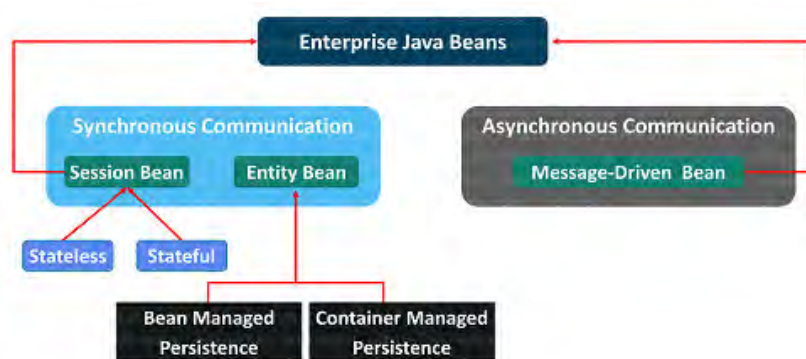 Enterprise Java Beans
Synchronous Communication
Asynchronous Communication
Session Bean
Entity Bean
Message-Driven Bean
Stateless
Stateful
Bean Managed
Persistence
Container Managed
Persistence